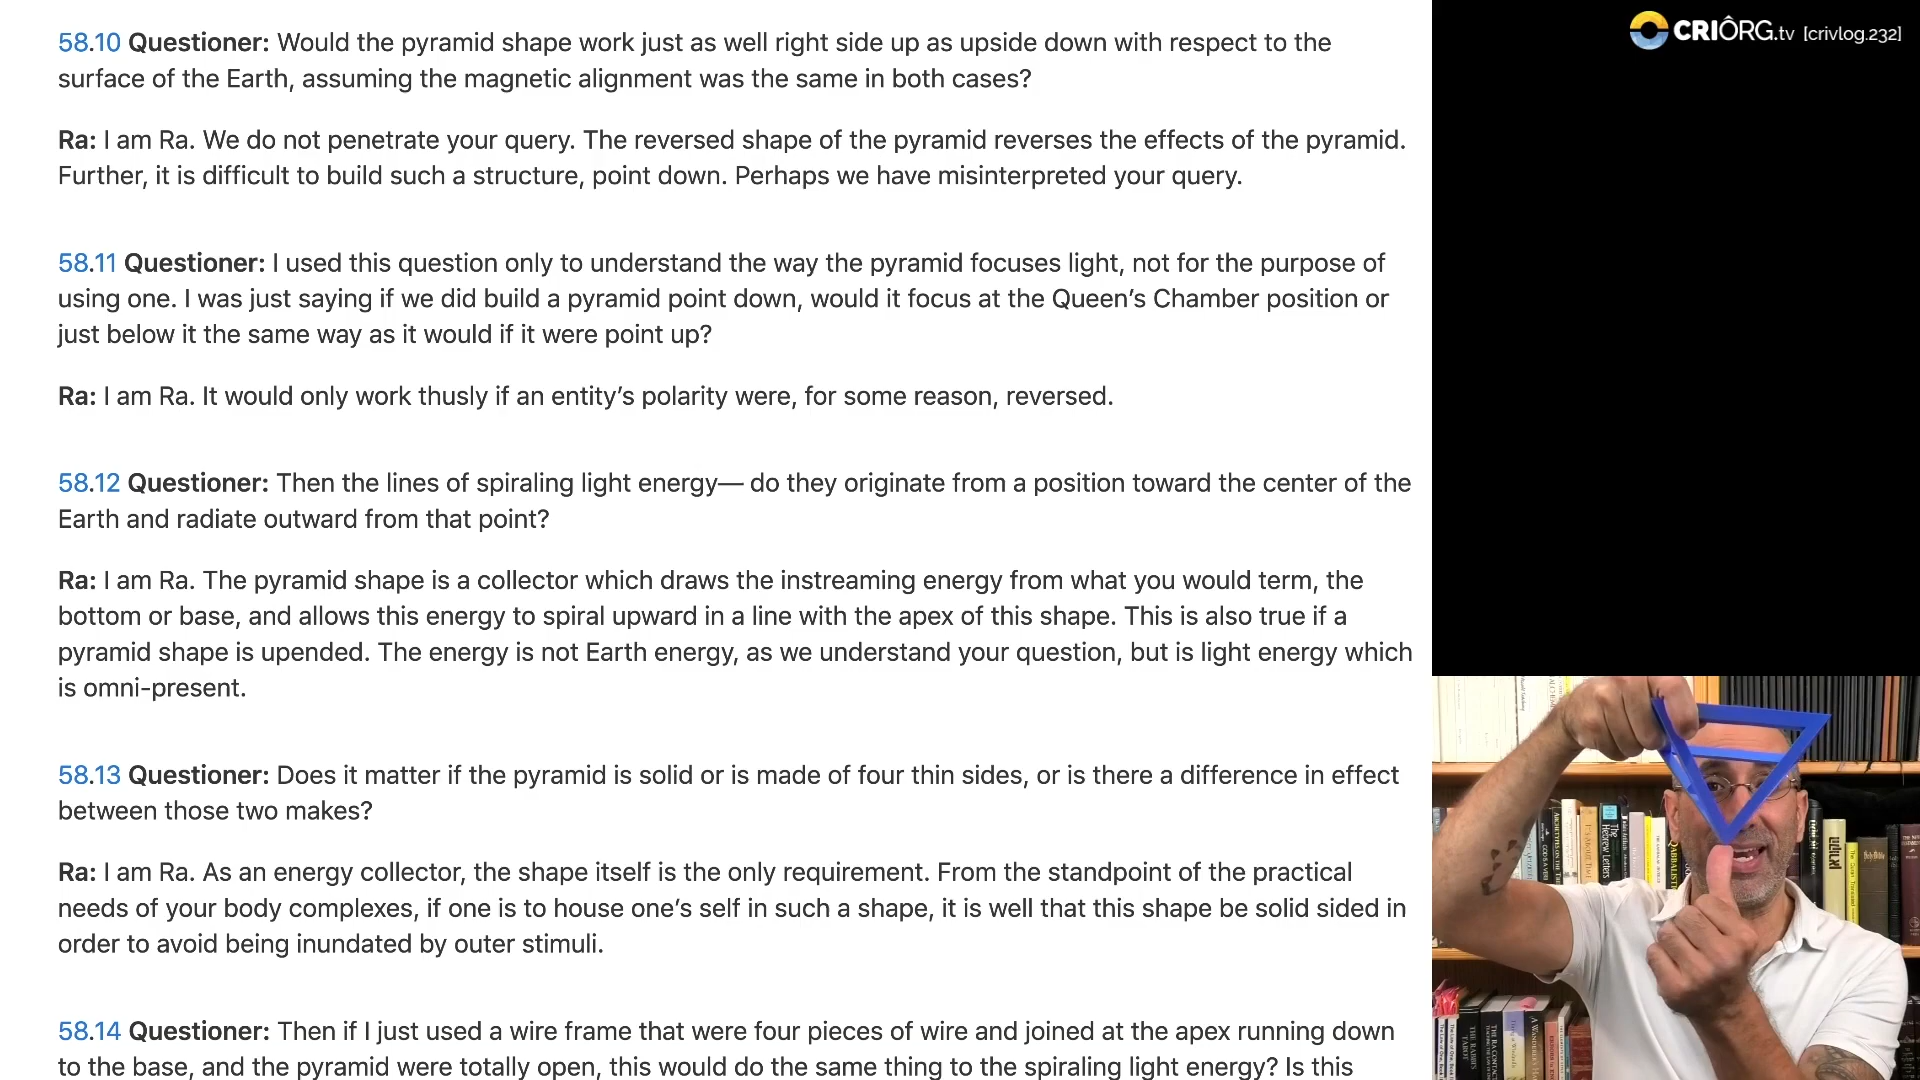 58.10 Questioner: Would the pyramid shape work just as well right side up as upside down with respect to the
surface of the Earth, assuming the magnetic alignment was the same in both cases?
Ra: I am Ra. We do not penetrate your query. The reversed shape of the pyramid reverses the effects of the pyramid.
Further, it is difficult to build such a structure, point down. Perhaps we have misinterpreted your query.
58.11 Questioner: I used this question only to understand the way the pyramid focuses light, not for the purpose of
using one. I was just saying if we did build a pyramid point down, would it focus at the Queen’s Chamber position or
just below it the same way as it would if it were point up?
Ra: I am Ra. It would only work thusly if an entity’s polarity were, for some reason, reversed.
58.12 Questioner: Then the lines of spiraling light energy— do they originate from a position toward the center of the
Earth and radiate outward from that point?
Ra: I am Ra. The pyramid shape is a collector which draws the instreaming energy from what you would term, the
bottom or base, and allows this energy to spiral upward in a line with the apex of this shape. This is also true if a
pyramid shape is upended. The energy is not Earth energy, as we understand your question, but is light energy which
is omni-present.
58.13 Questioner: Does it matter if the pyramid is solid or is made of four thin sides, or is there a difference in effect
between those two makes?
Ra: I am Ra. As an energy collector, the shape itself is the only requirement. From the standpoint of the practical
needs of your body complexes, if one is to house one’s self in such a shape, it is well that this shape be solid sided in
order to avoid being inundated by outer stimuli.
58.14 Questioner: Then if I just used a wire frame that were four pieces of wire and joined at the apex running down
to the base, and the pyramid were totally open, this would do the same thing to the spiraling light energy? Is this
CRIÔRG.tv [crivlog.232]
The Hebrew Letters
Holy Bible
THE RA CONTACT